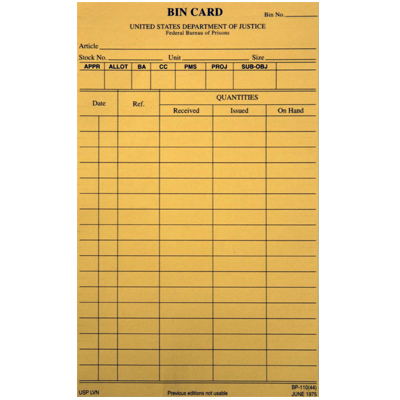 BIN CARD
Bin No.
UNITED STATES DEPARTMENT OF JUSTICE
Federal Bureau of Prisons
Article
Stock No. Unit Size
APPR ALLOT BA CC PMS PROJ SUB-OBJ
Date Ref. QUANTITIES
Received Issued On Hand
BP-110(44)
USP LVN Previous editions not usable JUNE 1975